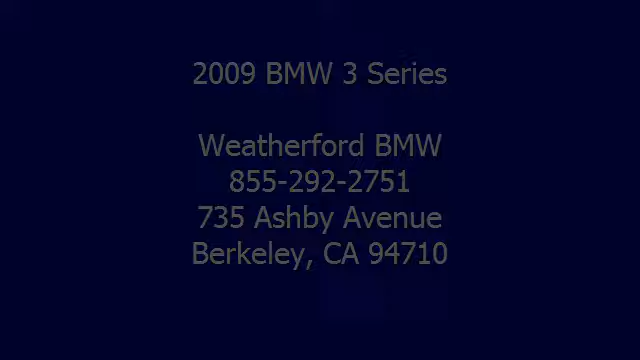 2009 BMW 3 Series
Weatherford BMW
855-292-2751
735 Ashby Avenue
Berkeley, CA 94710